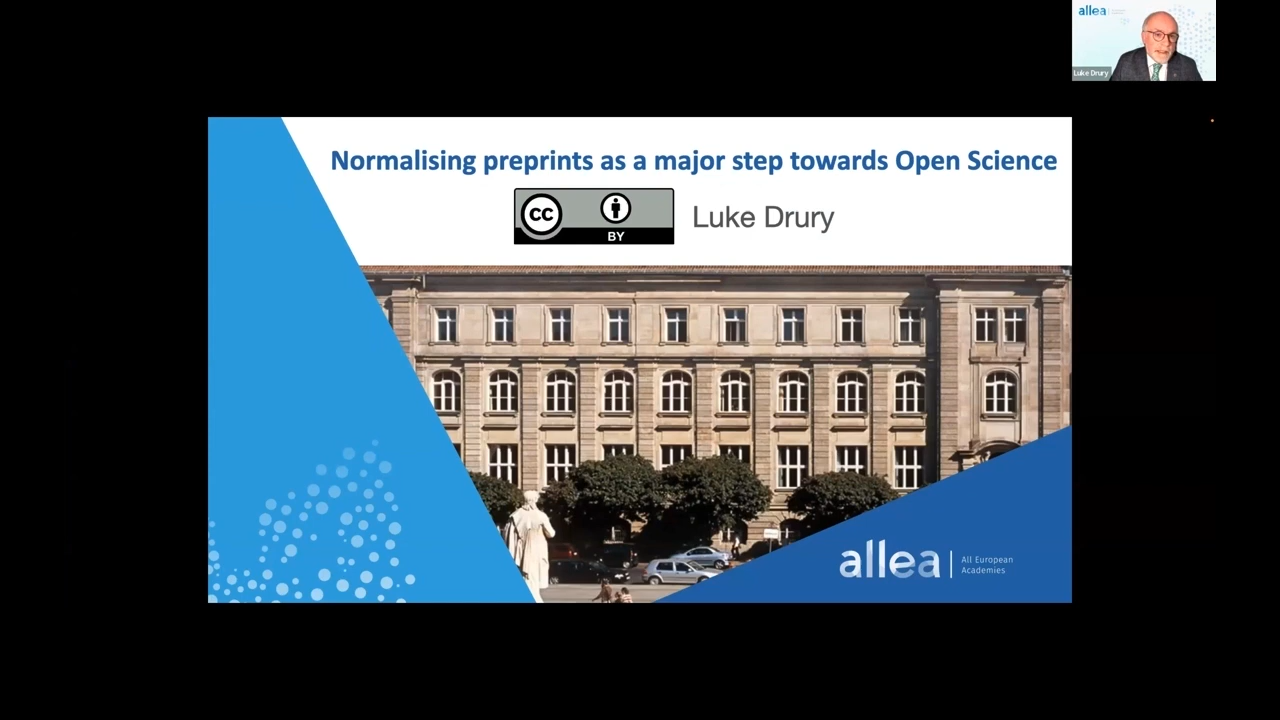 allea
Luke Drury
Normalising preprints as a major step towards Open Science
CC
BY
Luke Drury
allea
All European
Academies